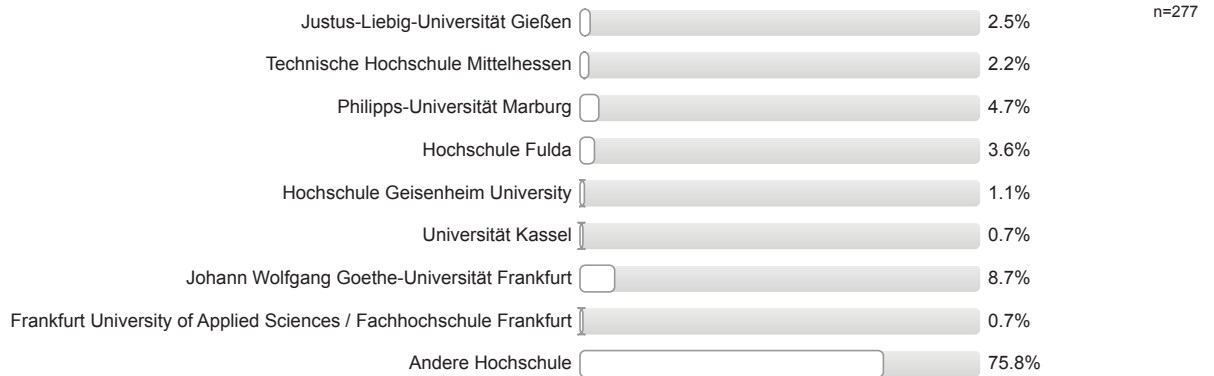 Justus-Liebig-Universität Gießen 2.5% n=277
Technische Hochschule Mittelhessen 2.2%
Philipps-Universität Marburg 4.7%
Hochschule Fulda 3.6%
Hochschule Geisenheim University 1.1%
Universität Kassel 0.7%
Johann Wolfgang Goethe-Universität Frankfurt 8.7%
Frankfurt University of Applied Sciences / Fachhochschule Frankfurt 0.7%
Andere Hochschule 75.8%